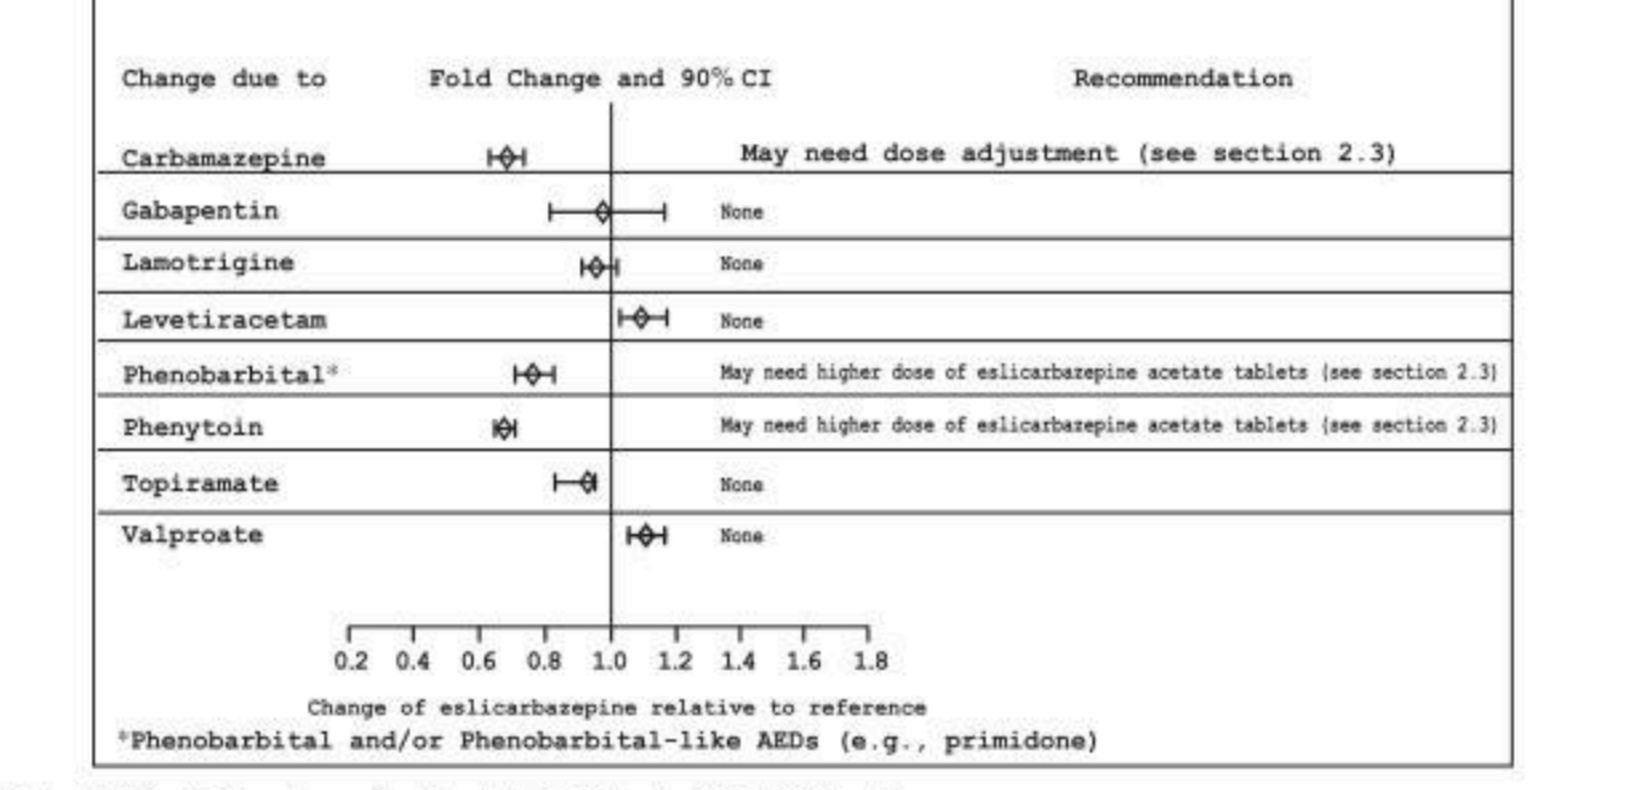 Change due to Fold Change and 90% CI Recommendation
Carbamazepine May need dose adjustment (see section 2.3)
Gabapentin None
Lamotrigine None
Levetiracetam None
Phenobarbital* May need higher dose of eslicarbazepine acetate tablets (see section 2.3)
Phenytoin May need higher dose of eslicarbazepine acetate tablets (see section 2.3)
Topiramate None
Valproate None
0.2 0.4 0.6 0.8 1.0 1.2 1.4 1.6 1.8
Change of eslicarbazepine relative to reference
*Phenobarbital and/or Phenobarbital-like AEDs (e.g., primidone)